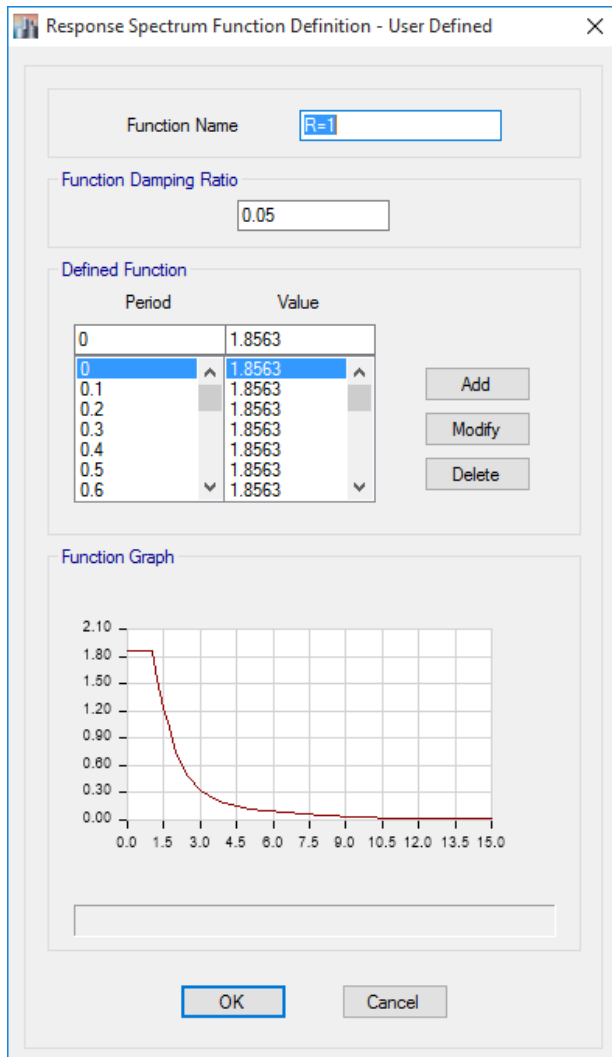 Response Spectrum Function Definition - User Defined
Function Name R=1
Function Damping Ratio
0.05
Defined Function
Period Value
0 1.8563
0 1.8563
0.1 1.8563
0.2 1.8563
0.3 1.8563
0.4 1.8563
0.5 1.8563
0.6 1.8563
Add
Modify
Delete
Function Graph
2.10
1.80
1.50
1.20
0.90
0.60
0.30
0.00
0.0 1.5 3.0 4.5 6.0 7.5 9.0 10.5 12.0 13.5 15.0
OK Cancel